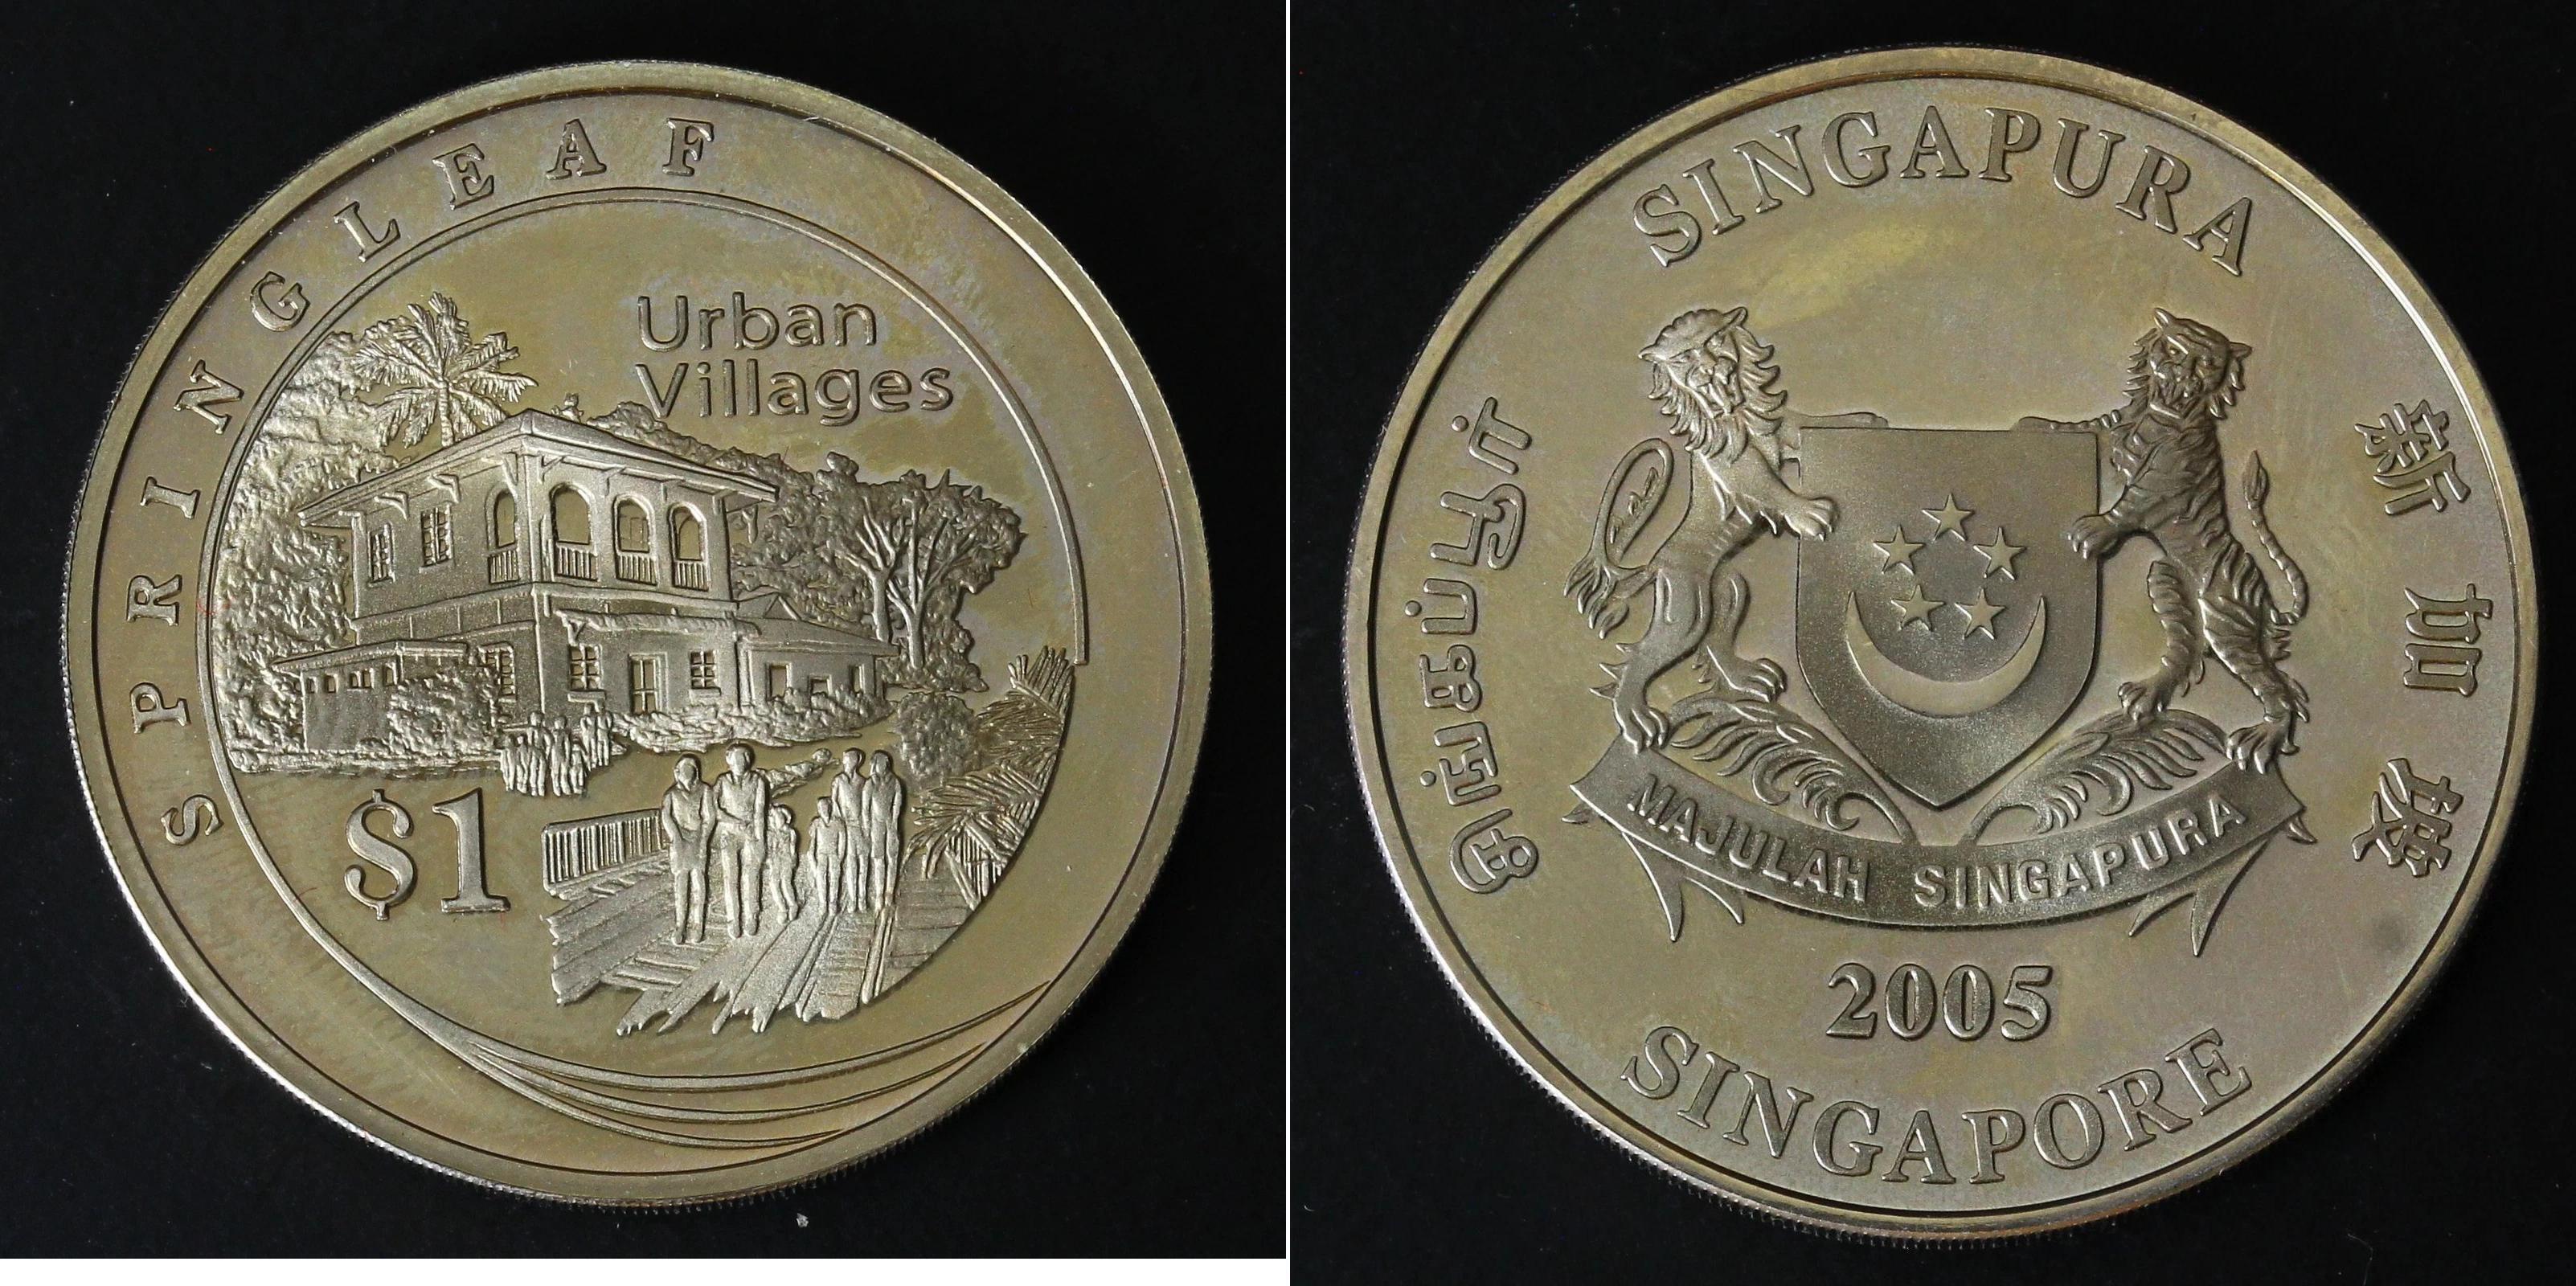 SPRINGLEAF
Urban
Villages
$1
SINGAPURA
சிங்கப்பூர்
新加坡
MAJULAH SINGAPURA
2005
SINGAPORE